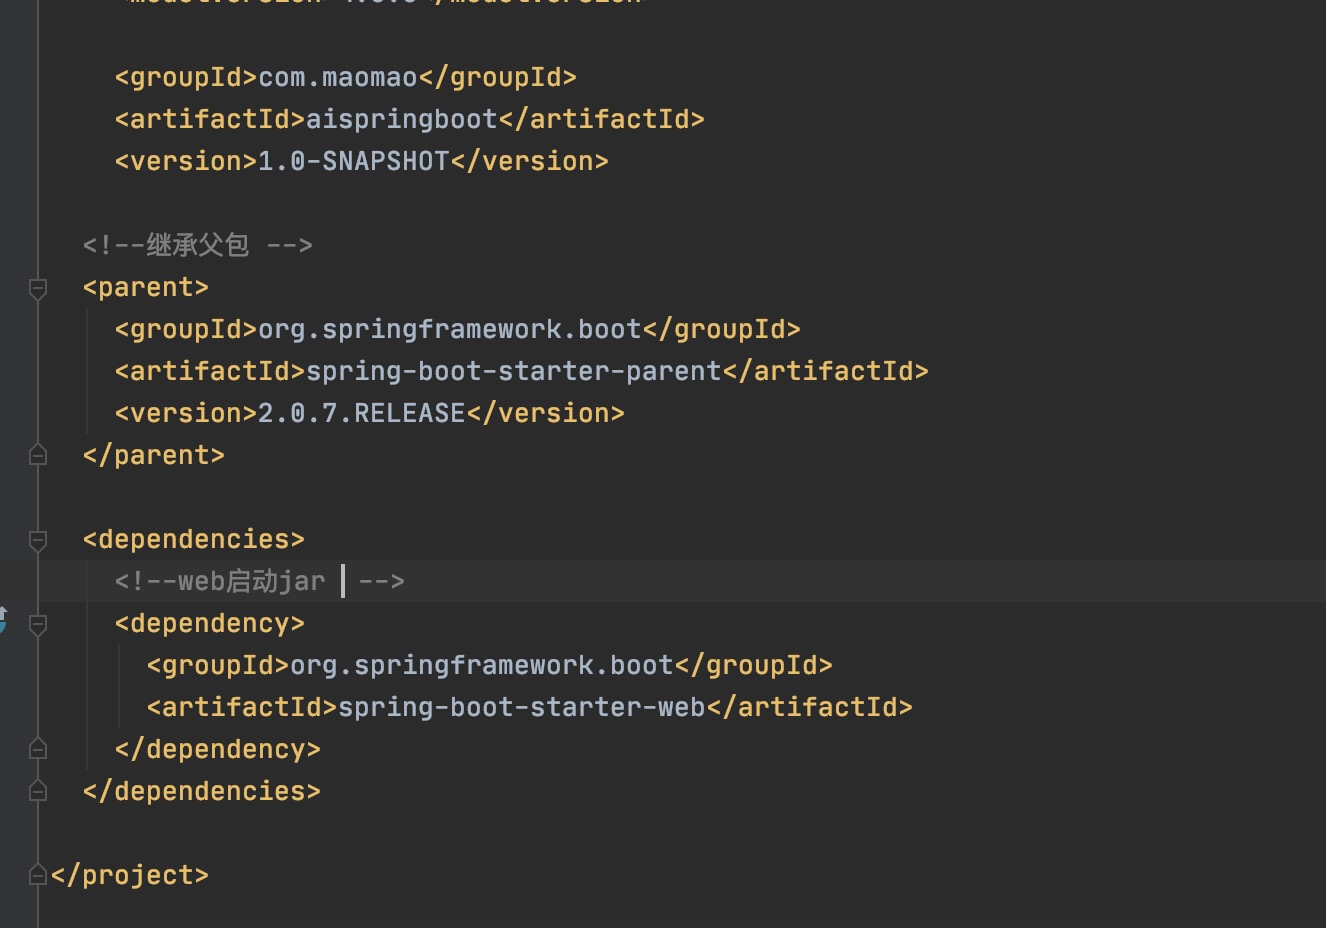 <groupId>com.maomao</groupId>
<artifactId>aispringboot</artifactId>
<version>1.0-SNAPSHOT</version>
<!--继承父包 -->
<parent>
<groupId>org.springframework.boot</groupId>
<artifactId>spring-boot-starter-parent</artifactId>
<version>2.0.7.RELEASE</version>
</parent>
<dependencies>
<!--web启动jar  -->
<dependency>
<groupId>org.springframework.boot</groupId>
<artifactId>spring-boot-starter-web</artifactId>
</dependency>
</dependencies>
</project>